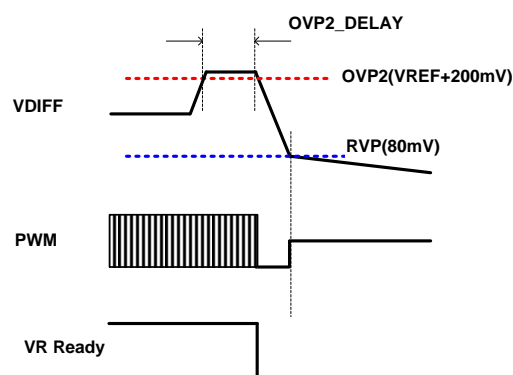 OVP2_DELAY
OVP2(VREF+200mV)
VDIFF
RVP(80mV)
PWM
VR Ready